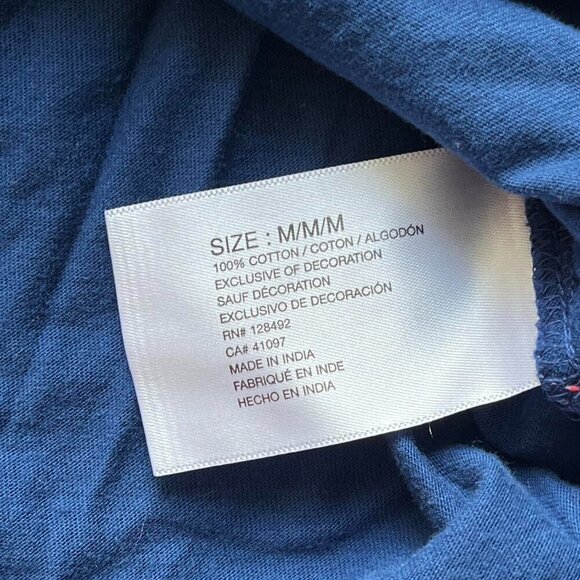 SIZE : M/M/M
100% COTTON / COTON / ALGODÓN
EXCLUSIVE OF DECORATION
SAUF DÉCORATION
EXCLUSIVO DE DECORACIÓN
RN# 128492
CA# 41097
MADE IN INDIA
FABRIQUÉ EN INDE
HECHO EN INDIA